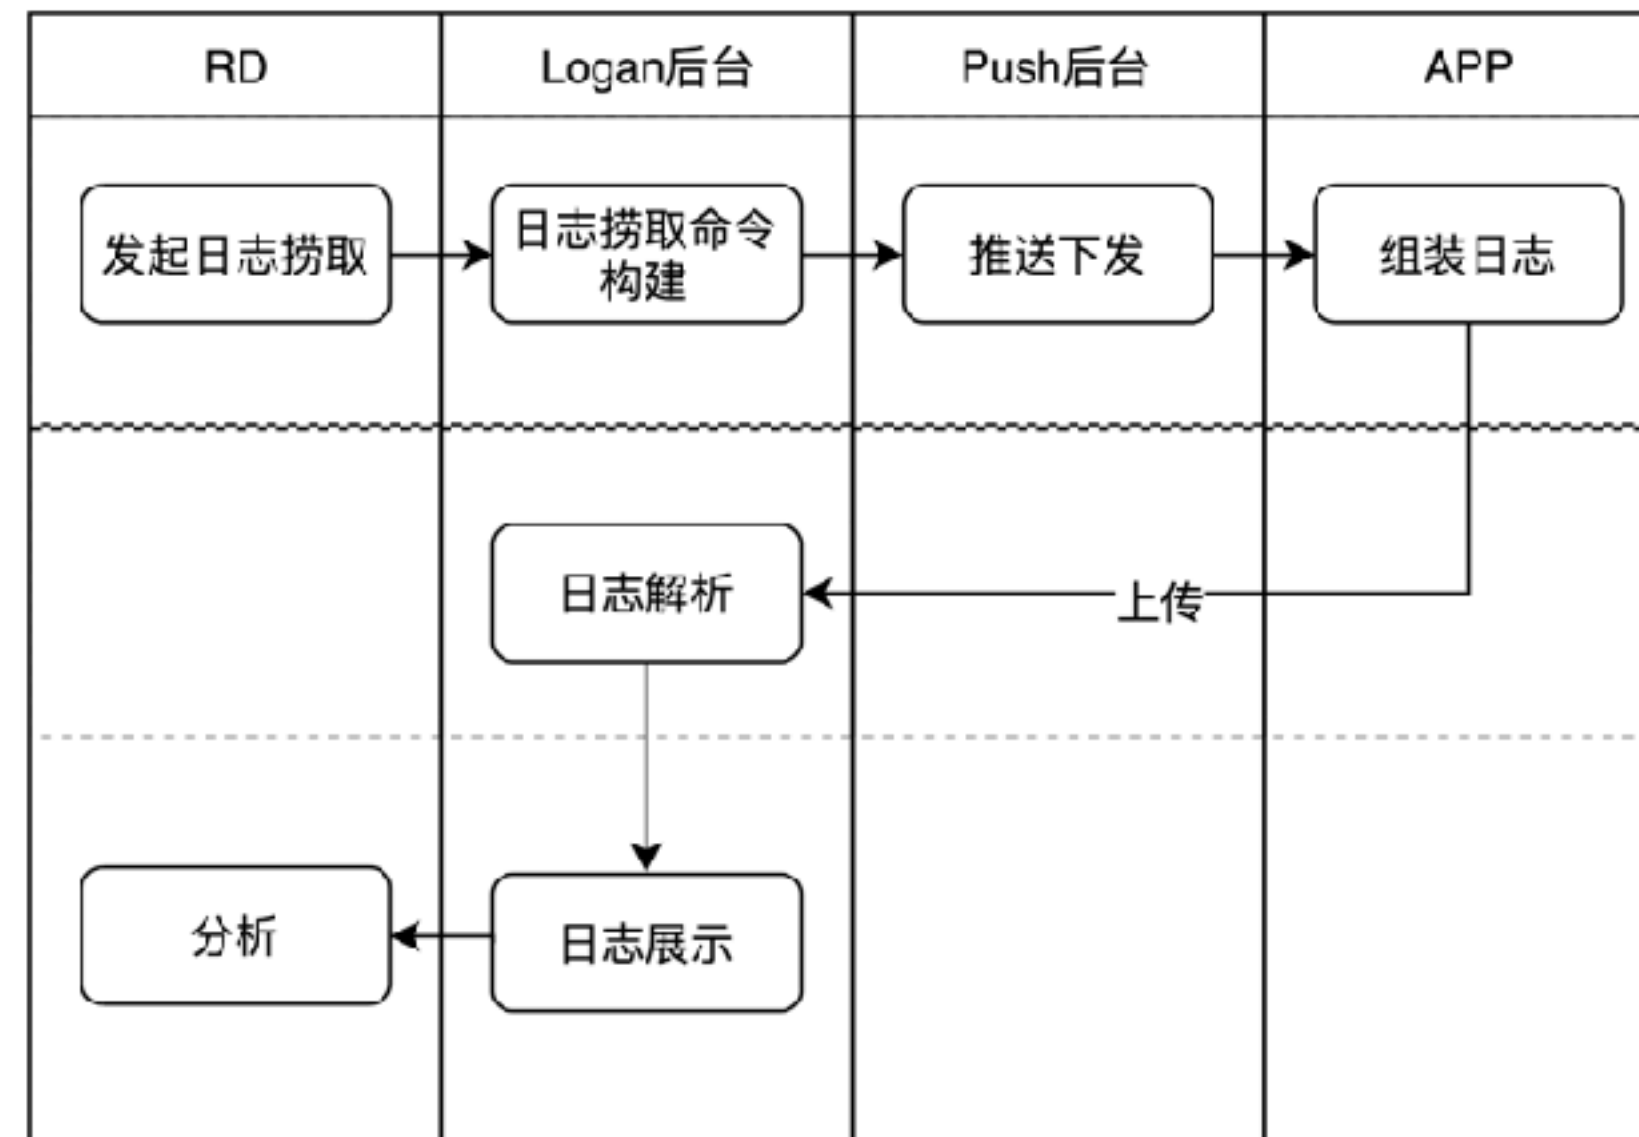 RD
Logan后台
Push后台
APP
发起日志捞取
日志捞取命令
构建
推送下发
组装日志
日志解析
上传
分析
日志展示